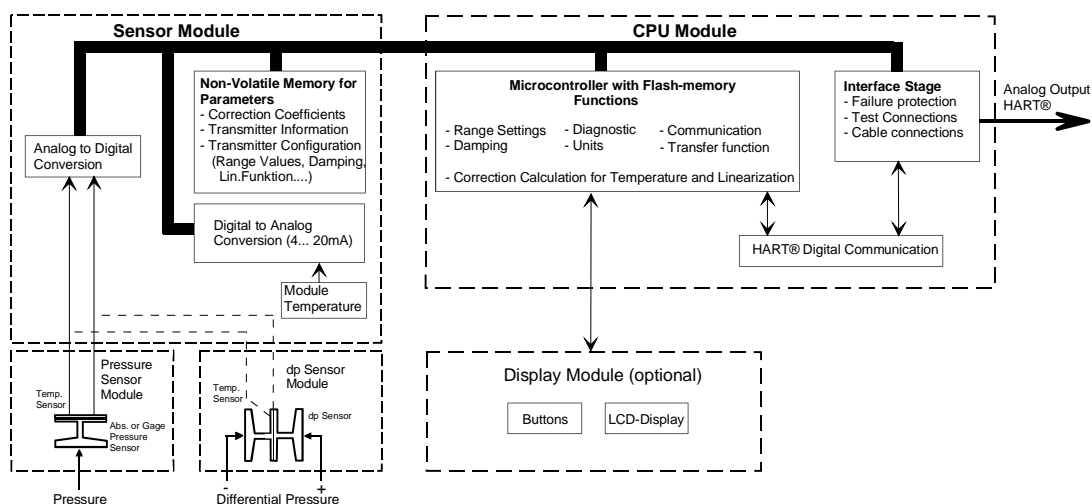 Sensor Module
CPU Module
Non-Volatile Memory for
Parameters
- Correction Coefficients
- Transmitter Information
- Transmitter Configuration
(Range Values, Damping,
Lin.Funktion....)
Analog to Digital
Conversion
Digital to Analog
Conversion (4... 20mA)
Module
Temperature
Microcontroller with Flash-memory
Functions
- Range Settings
- Damping
- Diagnostic
- Units
- Communication
- Transfer function
- Correction Calculation for Temperature and Linearization
Interface Stage
- Failure protection
- Test Connections
- Cable connections
Analog Output
HART®
HART® Digital Communication
Pressure
Sensor
Module
Temp.
Sensor
Abs. or Gage
Pressure
Sensor
Pressure
dp Sensor
Module
Temp.
Sensor
dp Sensor
- +
Differential Pressure
Display Module (optional)
Buttons
LCD-Display